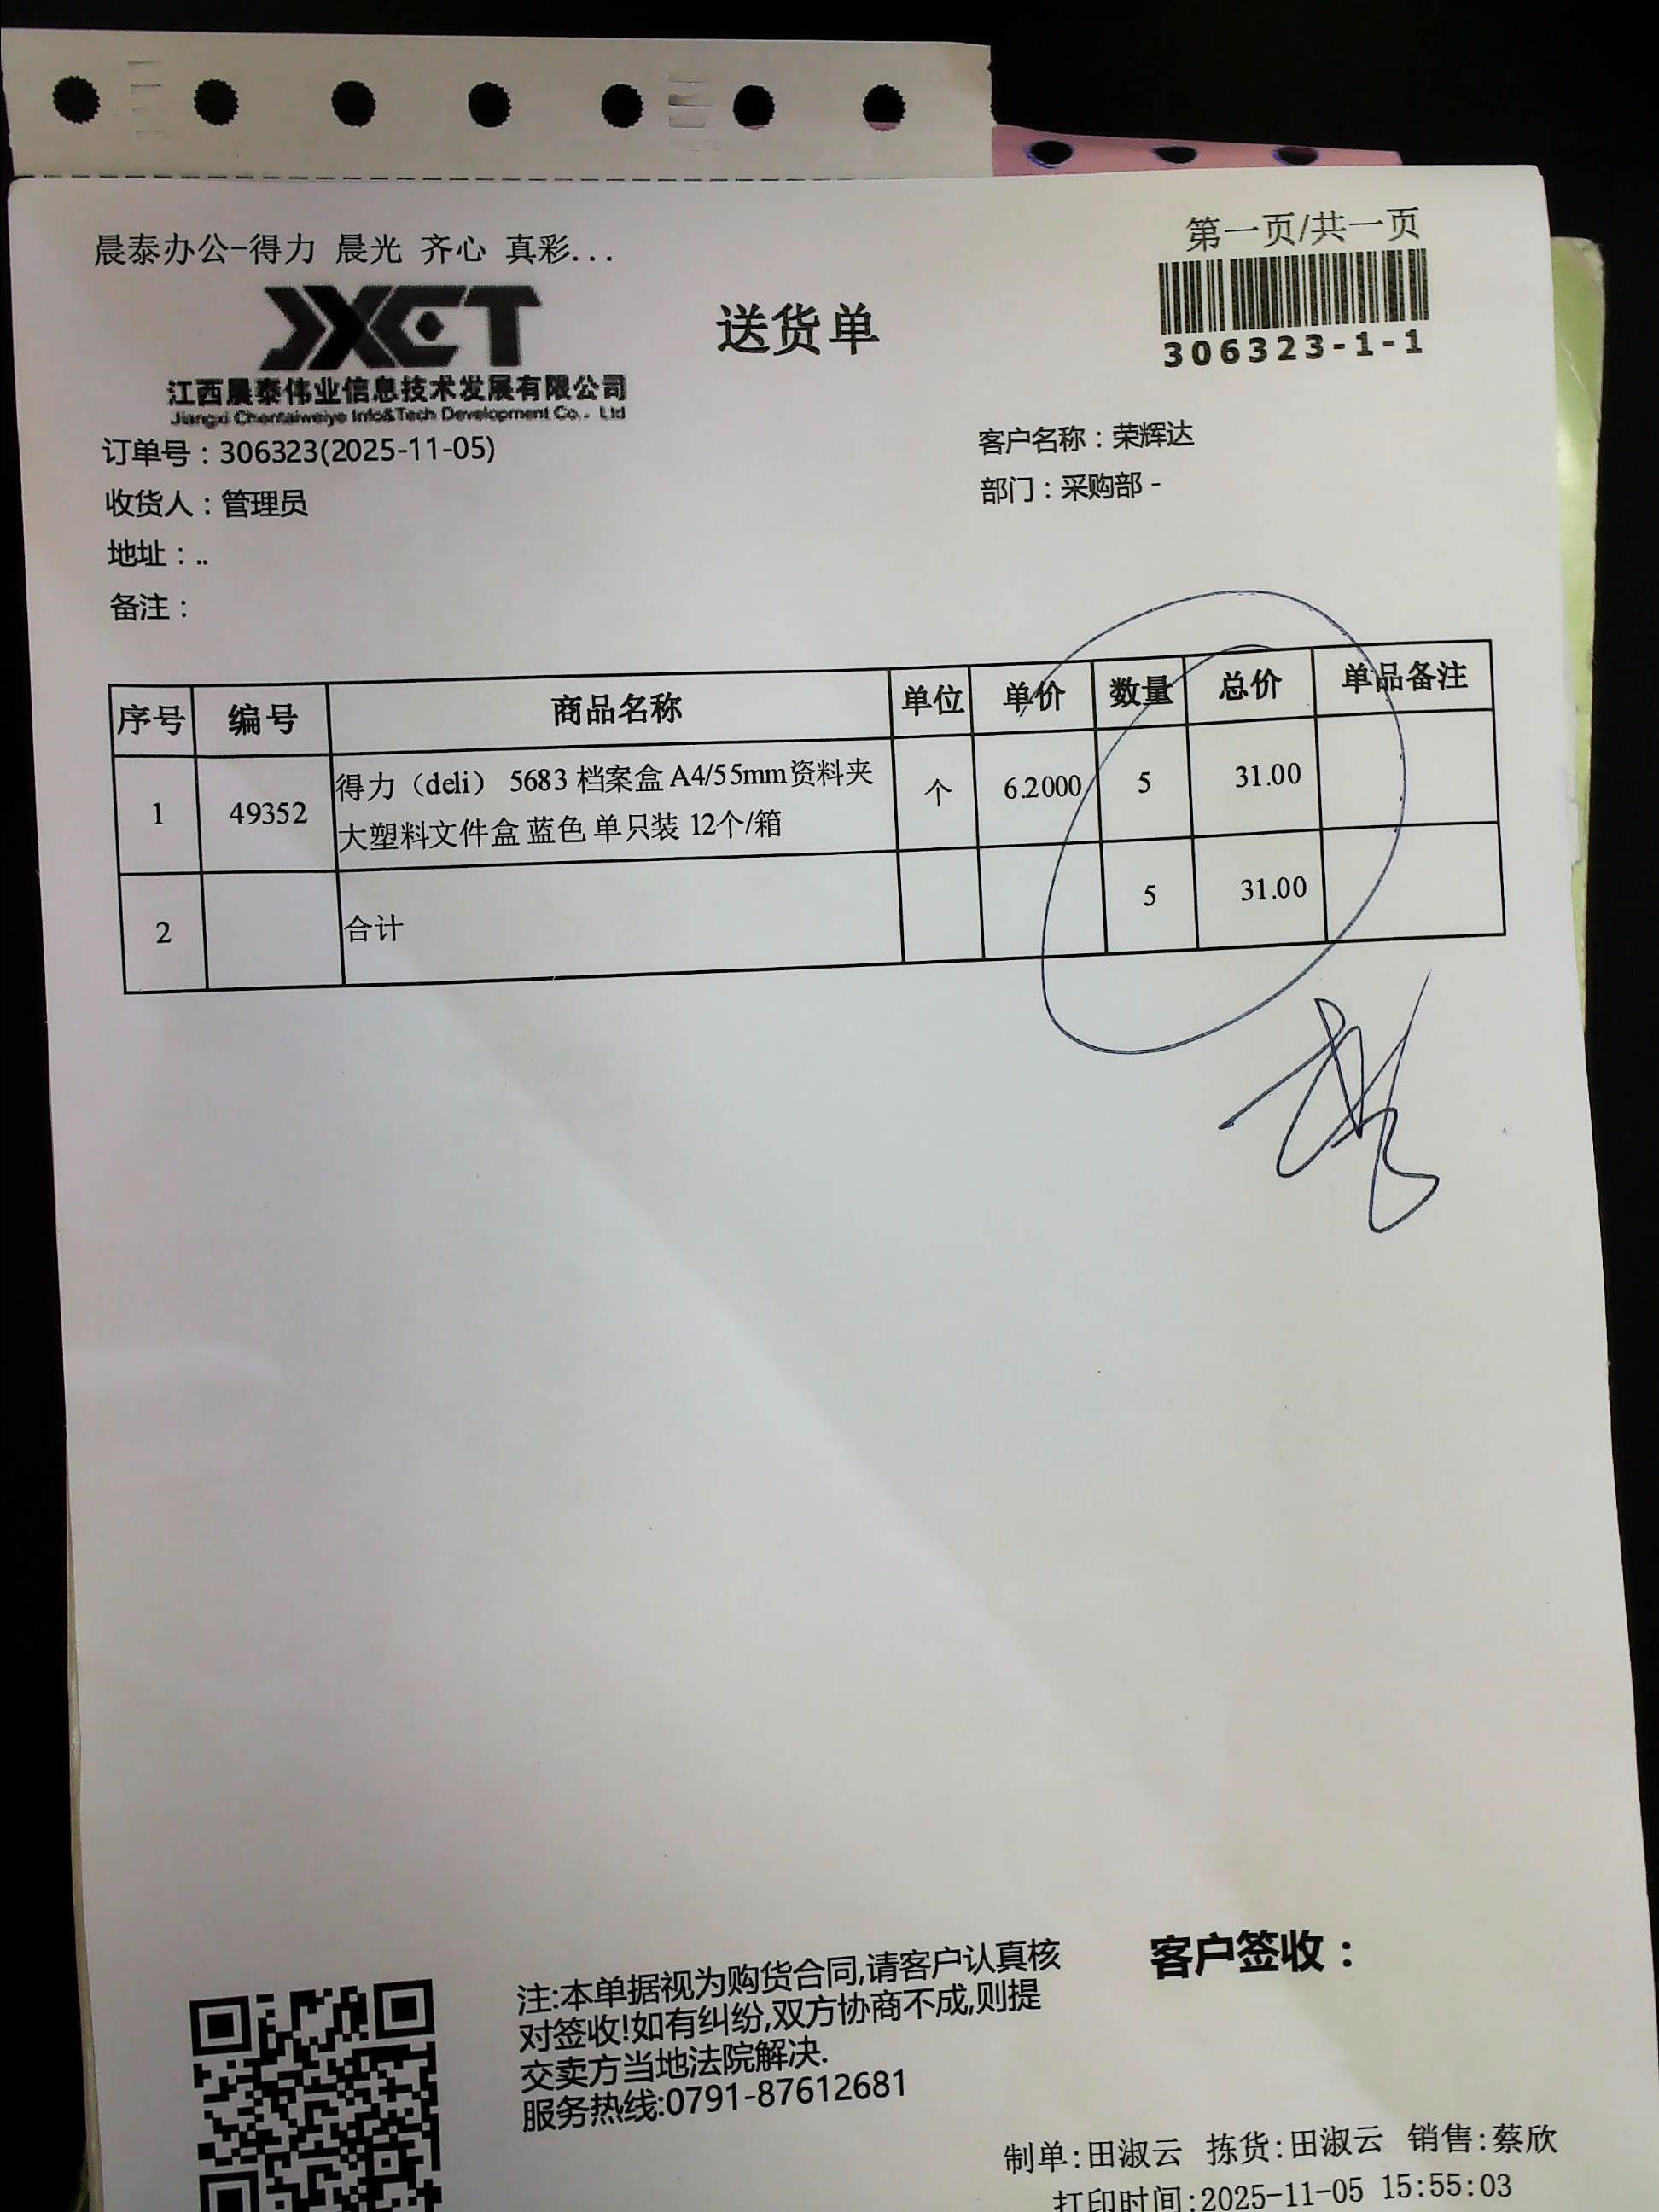 第一页/共一页
晨泰办公-得力 晨光 齐心 真彩...
JXCT
送货单
306323-1-1
江西晨泰伟业信息技术发展有限公司
Jiangxi Chentaiweiye Info&Tech Development Co., Ltd
订单号：306323(2025-11-05)
客户名称：荣辉达
收货人：管理员
部门：采购部 -
地址：..
备注：
序号 编号 商品名称 单位 单价 数量 总价 单品备注
1 49352 得力（deli） 5683 档案盒 A4/55mm资料夹 个 6.2000 5 31.00
大塑料文件盒 蓝色 单只装 12个/箱
2 合计 5 31.00
注:本单据视为购货合同,请客户认真核
对签收!如有纠纷,双方协商不成,则提
交卖方当地法院解决.
服务热线:0791-87612681
客户签收：
制单:田淑云 拣货:田淑云 销售:蔡欣
打印时间:2025-11-05 15:55:03